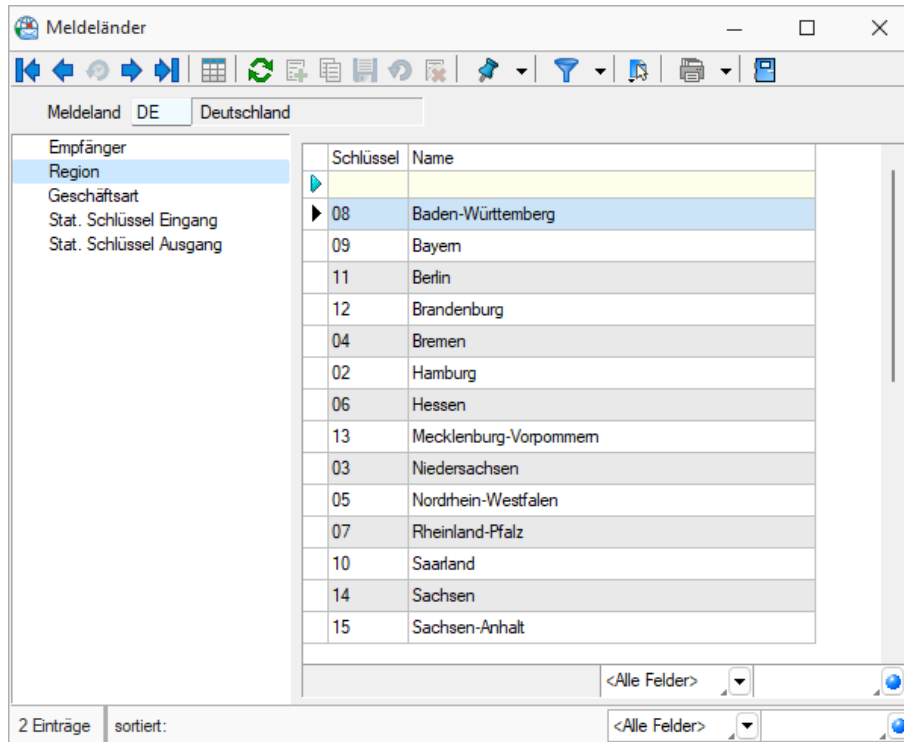 Meldeländer
Meldeland DE Deutschland
Empfänger
Region
Geschäftsart
Stat. Schlüssel Eingang
Stat. Schlüssel Ausgang
Schlüssel Name
08 Baden-Württemberg
09 Bayern
11 Berlin
12 Brandenburg
04 Bremen
02 Hamburg
06 Hessen
13 Mecklenburg-Vorpommern
03 Niedersachsen
05 Nordrhein-Westfalen
07 Rheinland-Pfalz
10 Saarland
14 Sachsen
15 Sachsen-Anhalt
<Alle Felder>
2 Einträge sortiert: <Alle Felder>